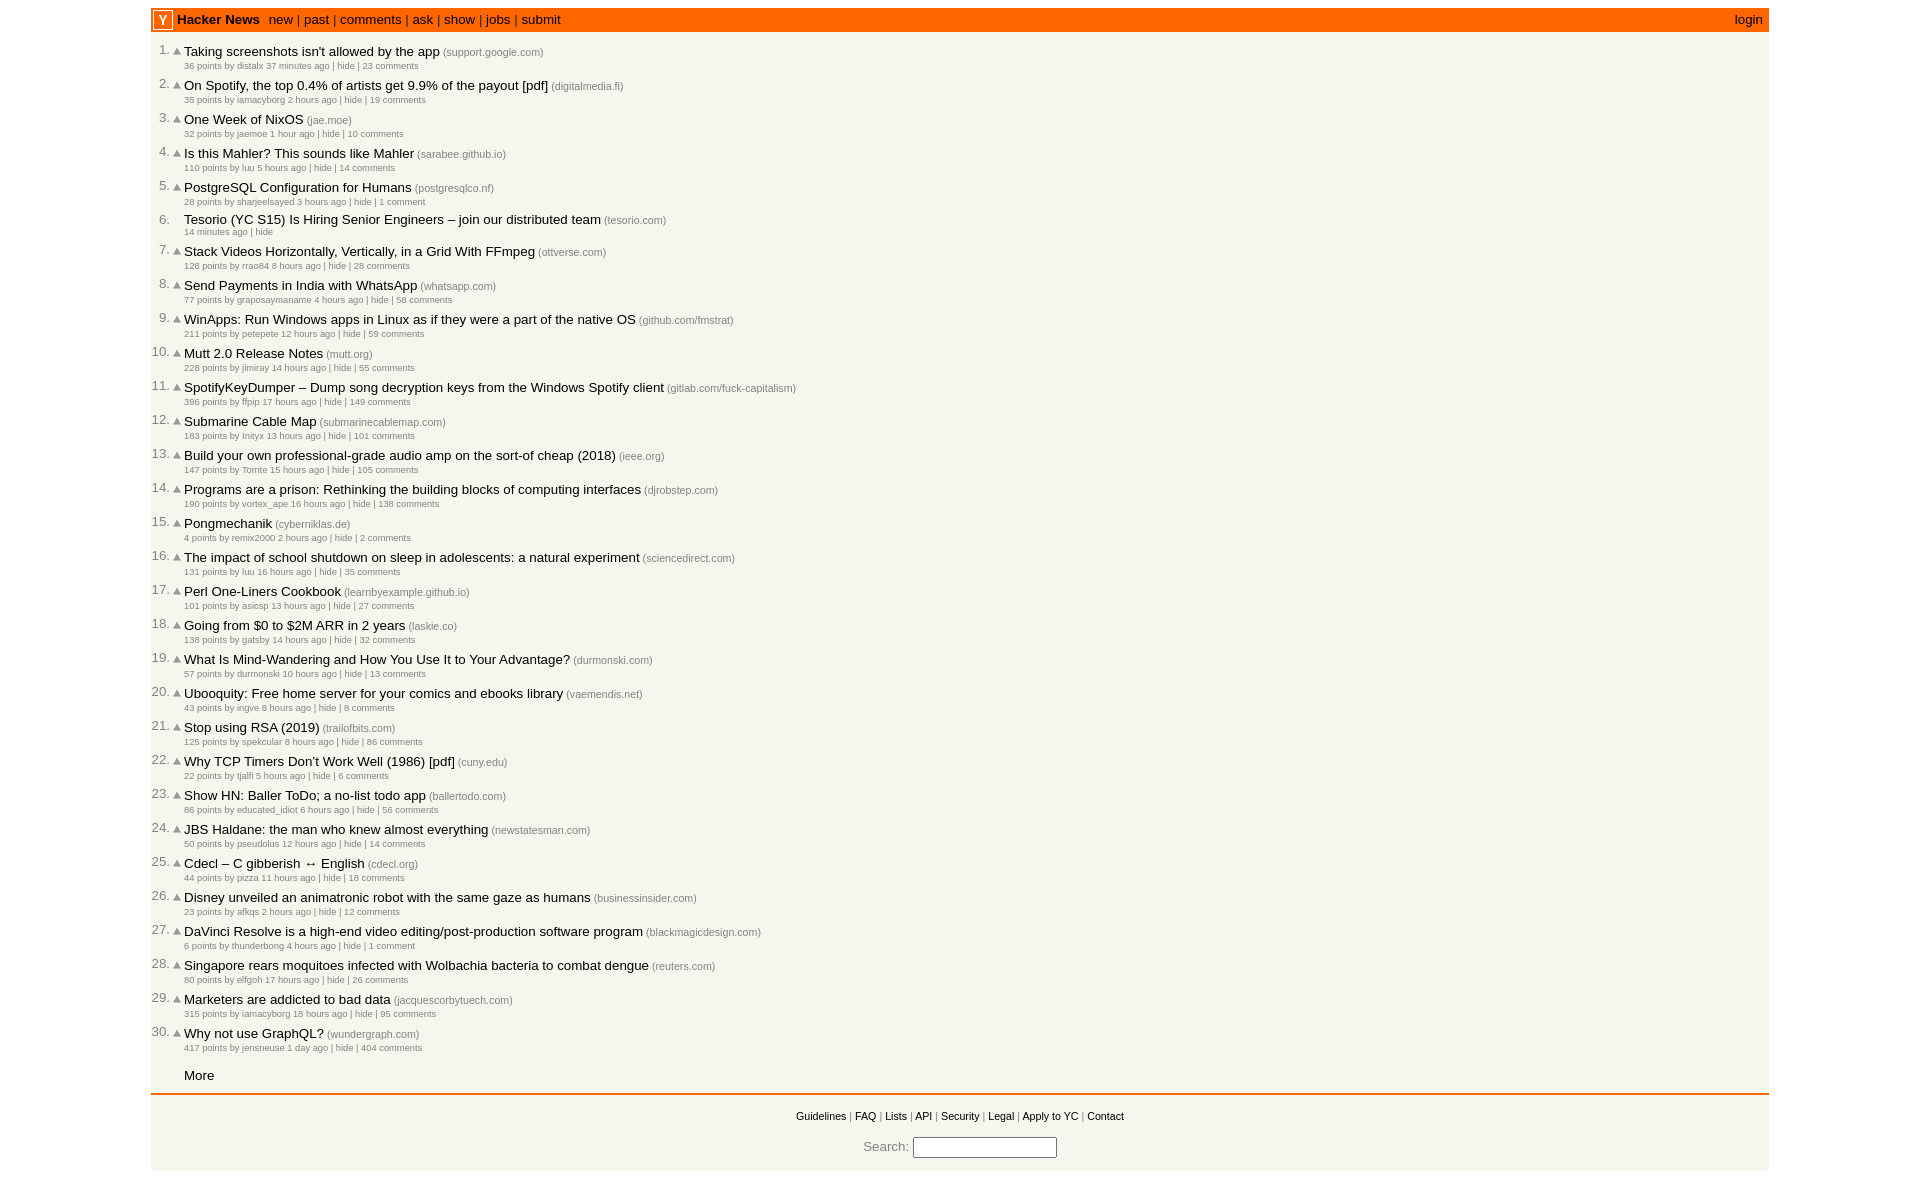 Y Hacker News new | past | comments | ask | show | jobs | submit login
1. Taking screenshots isn't allowed by the app (support.google.com)
36 points by distalx 37 minutes ago | hide | 23 comments
2. On Spotify, the top 0.4% of artists get 9.9% of the payout [pdf] (digitalmedia.fi)
35 points by iamacyborg 2 hours ago | hide | 19 comments
3. One Week of NixOS (jae.moe)
32 points by jaemoe 1 hour ago | hide | 10 comments
4. Is this Mahler? This sounds like Mahler (sarabee.github.io)
110 points by luu 5 hours ago | hide | 14 comments
5. PostgreSQL Configuration for Humans (postgresqlco.nf)
28 points by sharjeelsayed 3 hours ago | hide | 1 comment
6. Tesorio (YC S15) Is Hiring Senior Engineers – join our distributed team (tesorio.com)
14 minutes ago | hide
7. Stack Videos Horizontally, Vertically, in a Grid With FFmpeg (ottverse.com)
128 points by rrao84 8 hours ago | hide | 28 comments
8. Send Payments in India with WhatsApp (whatsapp.com)
77 points by graposaymaname 4 hours ago | hide | 58 comments
9. WinApps: Run Windows apps in Linux as if they were a part of the native OS (github.com/fmstrat)
211 points by petepete 12 hours ago | hide | 59 comments
10. Mutt 2.0 Release Notes (mutt.org)
228 points by jimiray 14 hours ago | hide | 55 comments
11. SpotifyKeyDumper – Dump song decryption keys from the Windows Spotify client (gitlab.com/fuck-capitalism)
396 points by ffpip 17 hours ago | hide | 149 comments
12. Submarine Cable Map (submarinecablemap.com)
183 points by Inityx 13 hours ago | hide | 101 comments
13. Build your own professional-grade audio amp on the sort-of cheap (2018) (ieee.org)
147 points by Tomte 15 hours ago | hide | 105 comments
14. Programs are a prison: Rethinking the building blocks of computing interfaces (djrobstep.com)
190 points by vortex_ape 16 hours ago | hide | 138 comments
15. Pongmechanik (cyberniklas.de)
4 points by remix2000 2 hours ago | hide | 2 comments
16. The impact of school shutdown on sleep in adolescents: a natural experiment (sciencedirect.com)
131 points by luu 16 hours ago | hide | 35 comments
17. Perl One-Liners Cookbook (learnbyexample.github.io)
101 points by asicsp 13 hours ago | hide | 27 comments
18. Going from $0 to $2M ARR in 2 years (laskie.co)
138 points by gatsby 14 hours ago | hide | 32 comments
19. What Is Mind-Wandering and How You Use It to Your Advantage? (durmonski.com)
57 points by durmonski 10 hours ago | hide | 13 comments
20. Ubooquity: Free home server for your comics and ebooks library (vaemendis.net)
43 points by ingve 8 hours ago | hide | 8 comments
21. Stop using RSA (2019) (trailofbits.com)
125 points by spekcular 8 hours ago | hide | 86 comments
22. Why TCP Timers Don't Work Well (1986) [pdf] (cuny.edu)
22 points by tjalfi 5 hours ago | hide | 6 comments
23. Show HN: Baller ToDo; a no-list todo app (ballertodo.com)
86 points by educated_idiot 6 hours ago | hide | 56 comments
24. JBS Haldane: the man who knew almost everything (newstatesman.com)
50 points by pseudolus 12 hours ago | hide | 14 comments
25. Cdecl – C gibberish ↔ English (cdecl.org)
44 points by pizza 11 hours ago | hide | 18 comments
26. Disney unveiled an animatronic robot with the same gaze as humans (businessinsider.com)
23 points by afkqs 2 hours ago | hide | 12 comments
27. DaVinci Resolve is a high-end video editing/post-production software program (blackmagicdesign.com)
6 points by thunderbong 4 hours ago | hide | 1 comment
28. Singapore rears moquitoes infected with Wolbachia bacteria to combat dengue (reuters.com)
80 points by elfgoh 17 hours ago | hide | 26 comments
29. Marketers are addicted to bad data (jacquescorbytuech.com)
315 points by iamacyborg 18 hours ago | hide | 95 comments
30. Why not use GraphQL? (wundergraph.com)
417 points by jensneuse 1 day ago | hide | 404 comments
More
Guidelines | FAQ | Lists | API | Security | Legal | Apply to YC | Contact
Search: